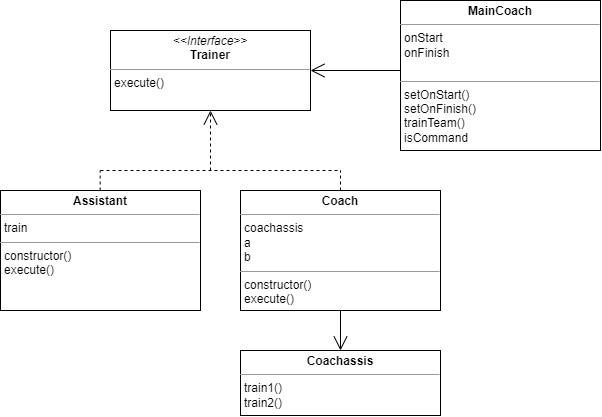 MainCoach
onStart
onFinish
setOnStart()
setOnFinish()
trainTeam()
isCommand
<<Interface>>
Trainer
execute()
Assistant
train
constructor()
execute()
Coach
coachassis
a
b
constructor()
execute()
Coachassis
train1()
train2()